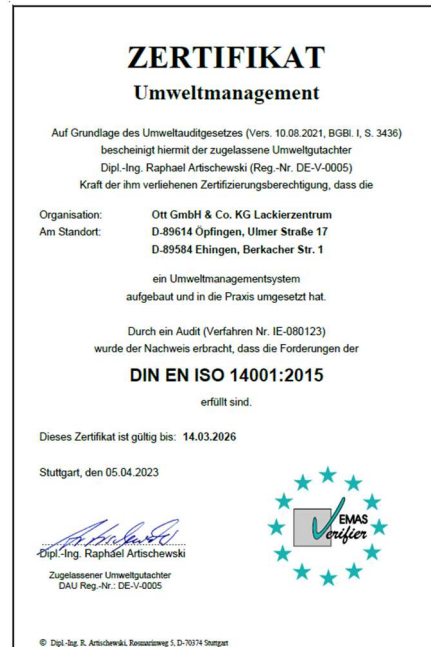 ZERTIFIKAT
Umweltmanagement
Auf Grundlage des Umweltauditgesetzes (Vers. 10.08.2021, BGBl. I, S. 3436)
bescheinigt hiermit der zugelassene Umweltgutachter
Dipl.-Ing. Raphael Artischewski (Reg.-Nr. DE-V-0005)
Kraft der ihm verliehenen Zertifizierungsberechtigung, dass die
Organisation: Ott GmbH & Co. KG Lackierzentrum
Am Standort: D-89614 Öpfingen, Ulmer Straße 17
D-89584 Ehingen, Berkacher Str. 1
ein Umweltmanagementsystem
aufgebaut und in die Praxis umgesetzt hat.
Durch ein Audit (Verfahren Nr. IE-080123)
wurde der Nachweis erbracht, dass die Forderungen der
DIN EN ISO 14001:2015
erfüllt sind.
Dieses Zertifikat ist gültig bis: 14.03.2026
Stuttgart, den 05.04.2023
EMAS
Verifier
Dipl.-Ing. Raphael Artischewski
Zugelassener Umweltgutachter
DAU Reg.-Nr.: DE-V-0005
© Dipl.-Ing. R. Artischewski, Rosmarinweg 5, D-70374 Stuttgart